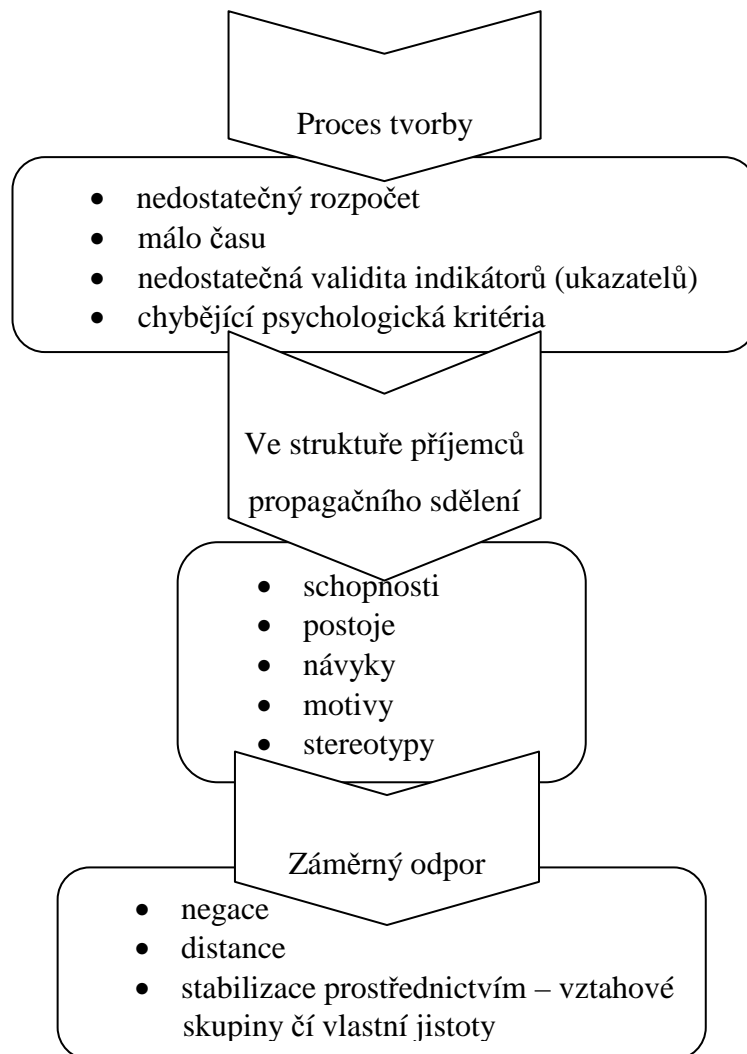 Proces tvorby
• nedostatečný rozpočet
• málo času
• nedostatečná validita indikátorů (ukazatelů)
• chybějící psychologická kritéria
Ve struktuře příjemců
propagačního sdělení
• schopnosti
• postoje
• návyky
• motivy
• stereotypy
Záměrný odpor
• negace
• distance
• stabilizace prostřednictvím – vztahové
skupiny čí vlastní jistoty